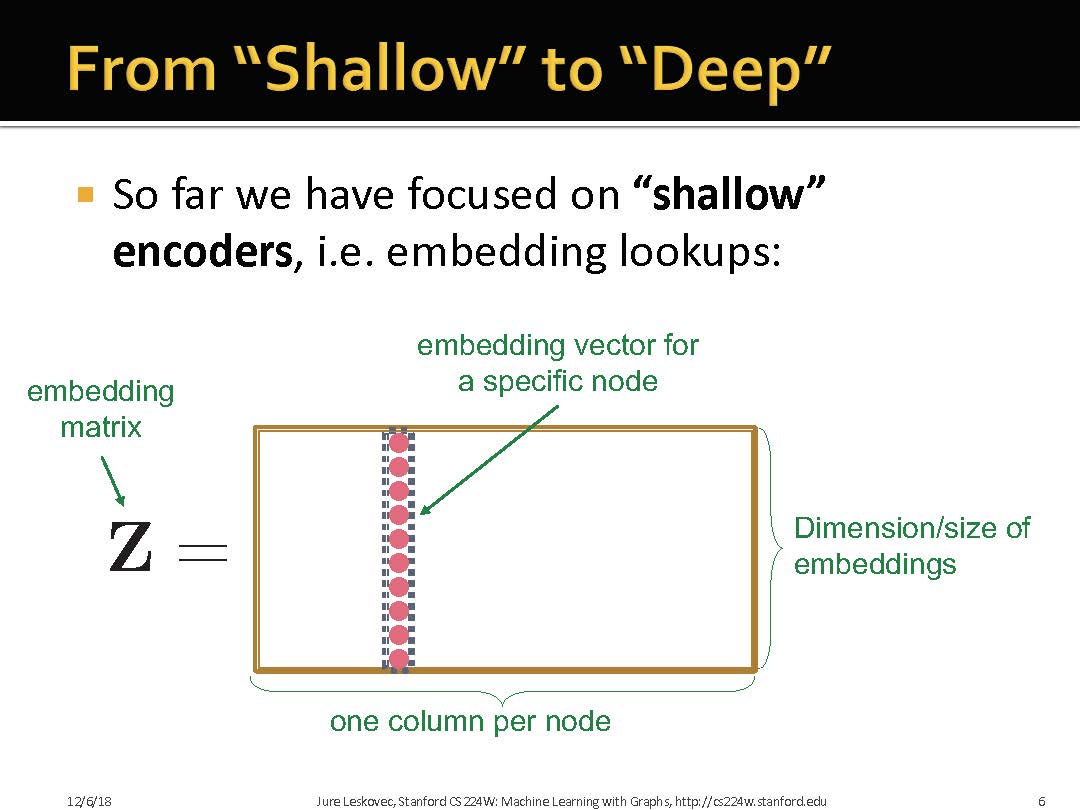 From “Shallow” to “Deep”
So far we have focused on “shallow”
encoders, i.e. embedding lookups:
embedding vector for
a specific node
embedding
matrix
Z =
Dimension/size of
embeddings
one column per node
12/6/18
Jure Leskovec, Stanford CS224W: Machine Learning with Graphs, http://cs224w.stanford.edu
6